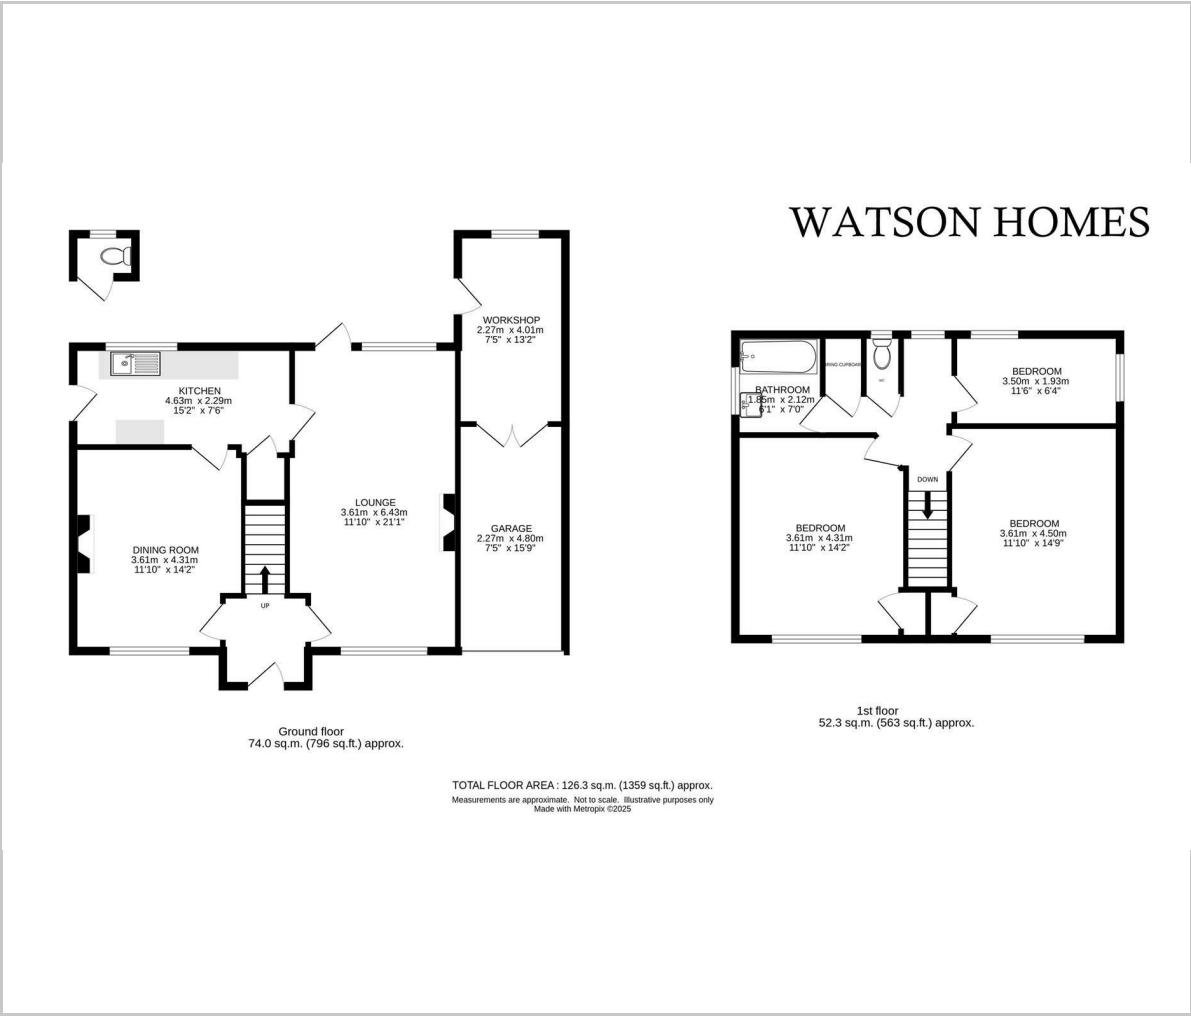 WATSON HOMES
WORKSHOP
2.27m x 4.01m
7'5" x 13'2"
KITCHEN
4.63m x 2.29m
15'2" x 7'6"
LOUNGE
3.61m x 6.43m
11'10" x 21'1"
GARAGE
2.27m x 4.80m
7'5" x 15'9"
DINING ROOM
3.61m x 4.31m
11'10" x 14'2"
UP
Ground floor
74.0 sq.m. (796 sq.ft.) approx.
BATHROOM
1.85m x 2.12m
6'1" x 7'0"
CUPBOARD
WC
BEDROOM
3.50m x 1.93m
11'6" x 6'4"
DOWN
BEDROOM
3.61m x 4.31m
11'10" x 14'2"
BEDROOM
3.61m x 4.50m
11'10" x 14'9"
1st floor
52.3 sq.m. (563 sq.ft.) approx.
TOTAL FLOOR AREA : 126.3 sq.m. (1359 sq.ft.) approx.
Measurements are approximate. Not to scale. Illustrative purposes only
Made with Metropix ©2025